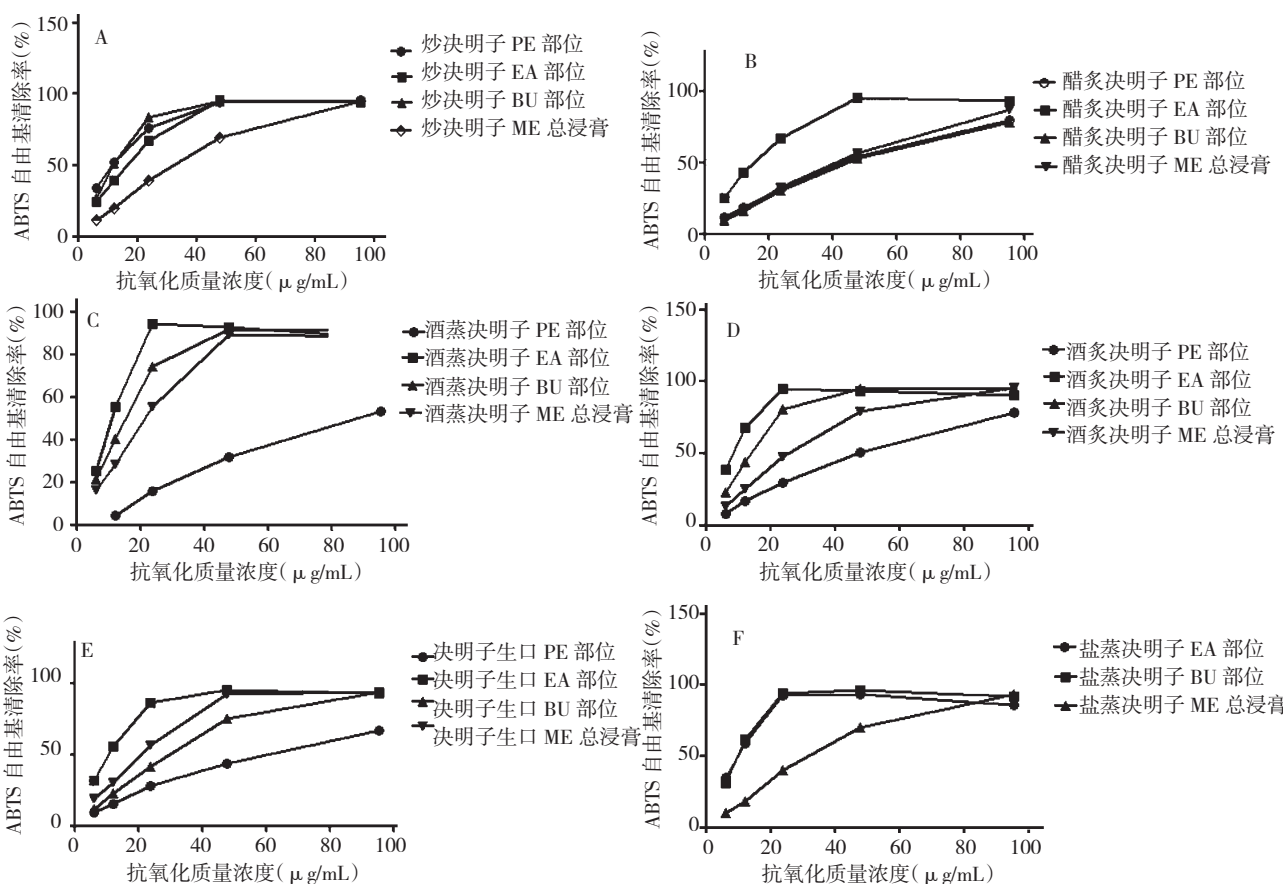 150
100
50
0
0 20 40 60 80 100
ABTS 自由基清除率(%)
抗氧化质量浓度( μ g/mL)
A
炒决明子 PE 部位
炒决明子 EA 部位
炒决明子 BU 部位
炒决明子 ME 总浸膏
100
50
0
0 20 40 60 80 100
ABTS 自由基清除率(%)
抗氧化质量浓度( μ g/mL)
B
醋炙决明子 PE 部位
醋炙决明子 EA 部位
醋炙决明子 BU 部位
醋炙决明子 ME 总浸膏
100
80
60
40
20
0
0 20 40 60 80 100
ABTS 自由基清除率(%)
抗氧化质量浓度( μ g/mL)
C
酒蒸决明子 PE 部位
酒蒸决明子 EA 部位
酒蒸决明子 BU 部位
酒蒸决明子 ME 总浸膏
150
100
50
0
0 20 40 60 80 100
ABTS 自由基清除率(%)
抗氧化质量浓度( μ g/mL)
D
酒炙决明子 PE 部位
酒炙决明子 EA 部位
酒炙决明子 BU 部位
酒炙决明子 ME 总浸膏
100
50
0
0 20 40 60 80 100
ABTS 自由基清除率(%)
抗氧化质量浓度( μ g/mL)
E
决明子生口 PE 部位
决明子生口 EA 部位
决明子生口 BU 部位
决明子生口 ME 总浸膏
150
100
50
0
0 20 40 60 80 100
ABTS 自由基清除率(%)
抗氧化质量浓度( μ g/mL)
F
盐蒸决明子 EA 部位
盐蒸决明子 BU 部位
盐蒸决明子 ME 总浸膏